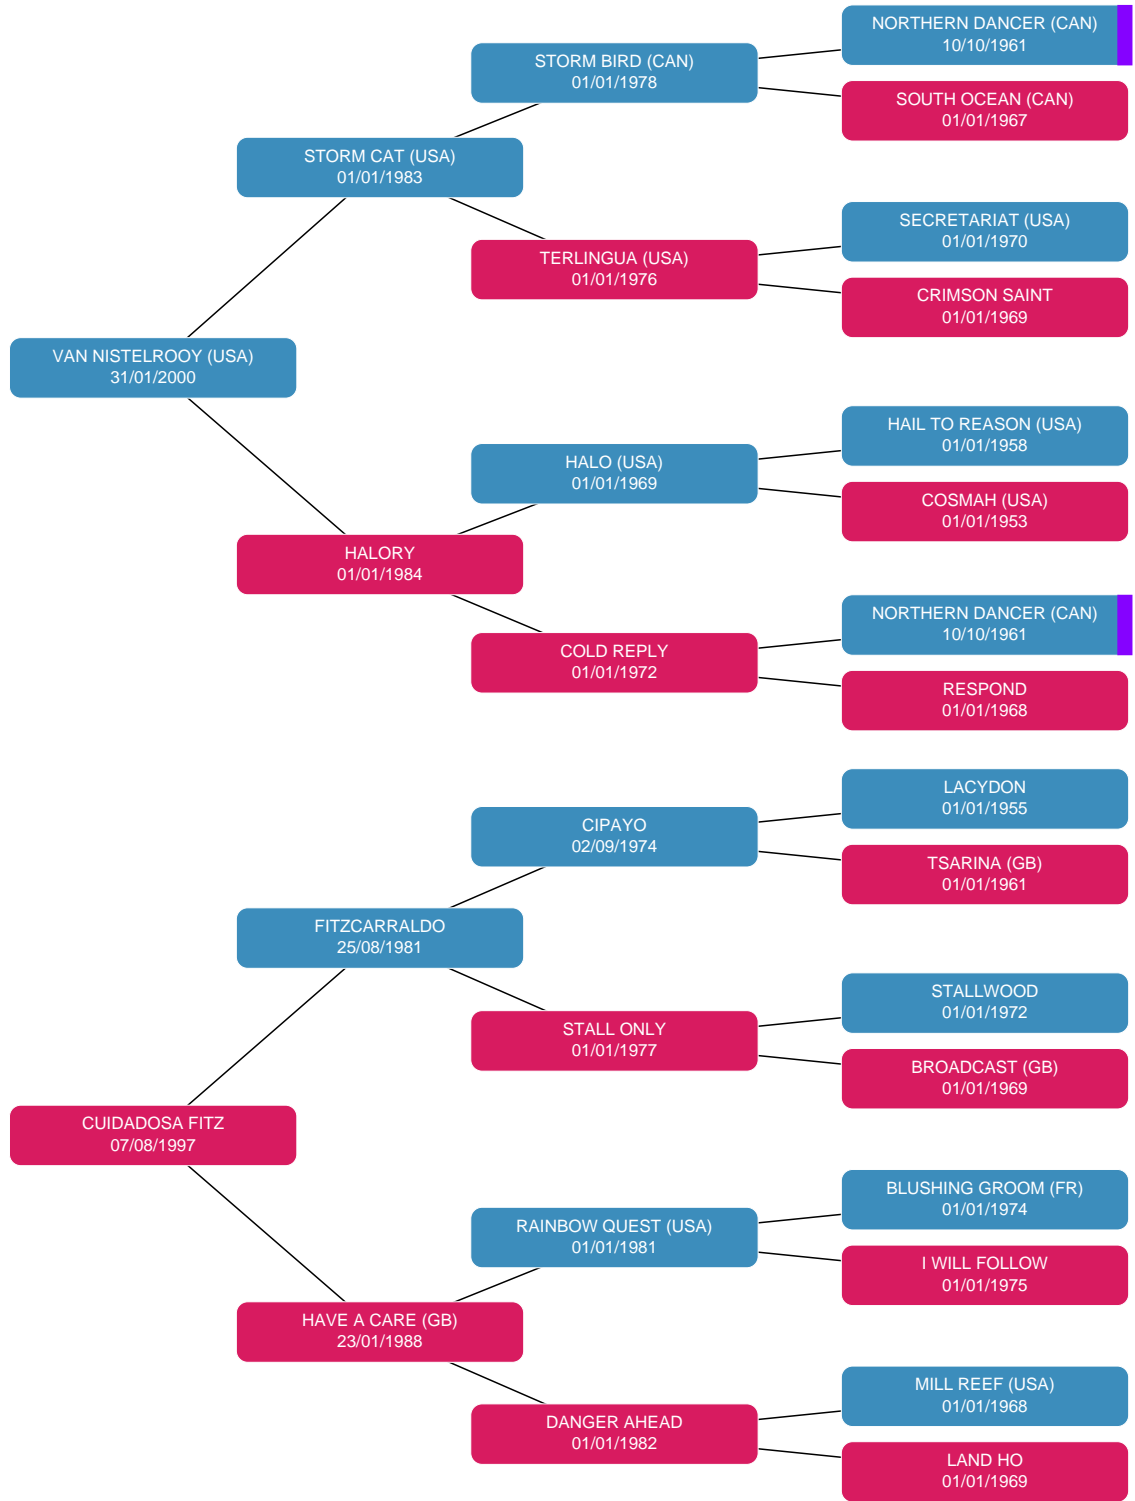 NORTHERN DANCER (CAN)
10/10/1961
STORM BIRD (CAN)
01/01/1978
SOUTH OCEAN (CAN)
01/01/1967
STORM CAT (USA)
01/01/1983
SECRETARIAT (USA)
01/01/1970
TERLINGUA (USA)
01/01/1976
CRIMSON SAINT
01/01/1969
VAN NISTELROOY (USA)
31/01/2000
HAIL TO REASON (USA)
01/01/1958
HALO (USA)
01/01/1969
COSMAH (USA)
01/01/1953
HALORY
01/01/1984
NORTHERN DANCER (CAN)
10/10/1961
COLD REPLY
01/01/1972
RESPOND
01/01/1968
LACYDON
01/01/1955
CIPAYO
02/09/1974
TSARINA (GB)
01/01/1961
FITZCARRALDO
25/08/1981
STALLWOOD
01/01/1972
STALL ONLY
01/01/1977
BROADCAST (GB)
01/01/1969
CUIDADOSA FITZ
07/08/1997
BLUSHING GROOM (FR)
01/01/1974
RAINBOW QUEST (USA)
01/01/1981
I WILL FOLLOW
01/01/1975
HAVE A CARE (GB)
23/01/1988
MILL REEF (USA)
01/01/1968
DANGER AHEAD
01/01/1982
LAND HO
01/01/1969